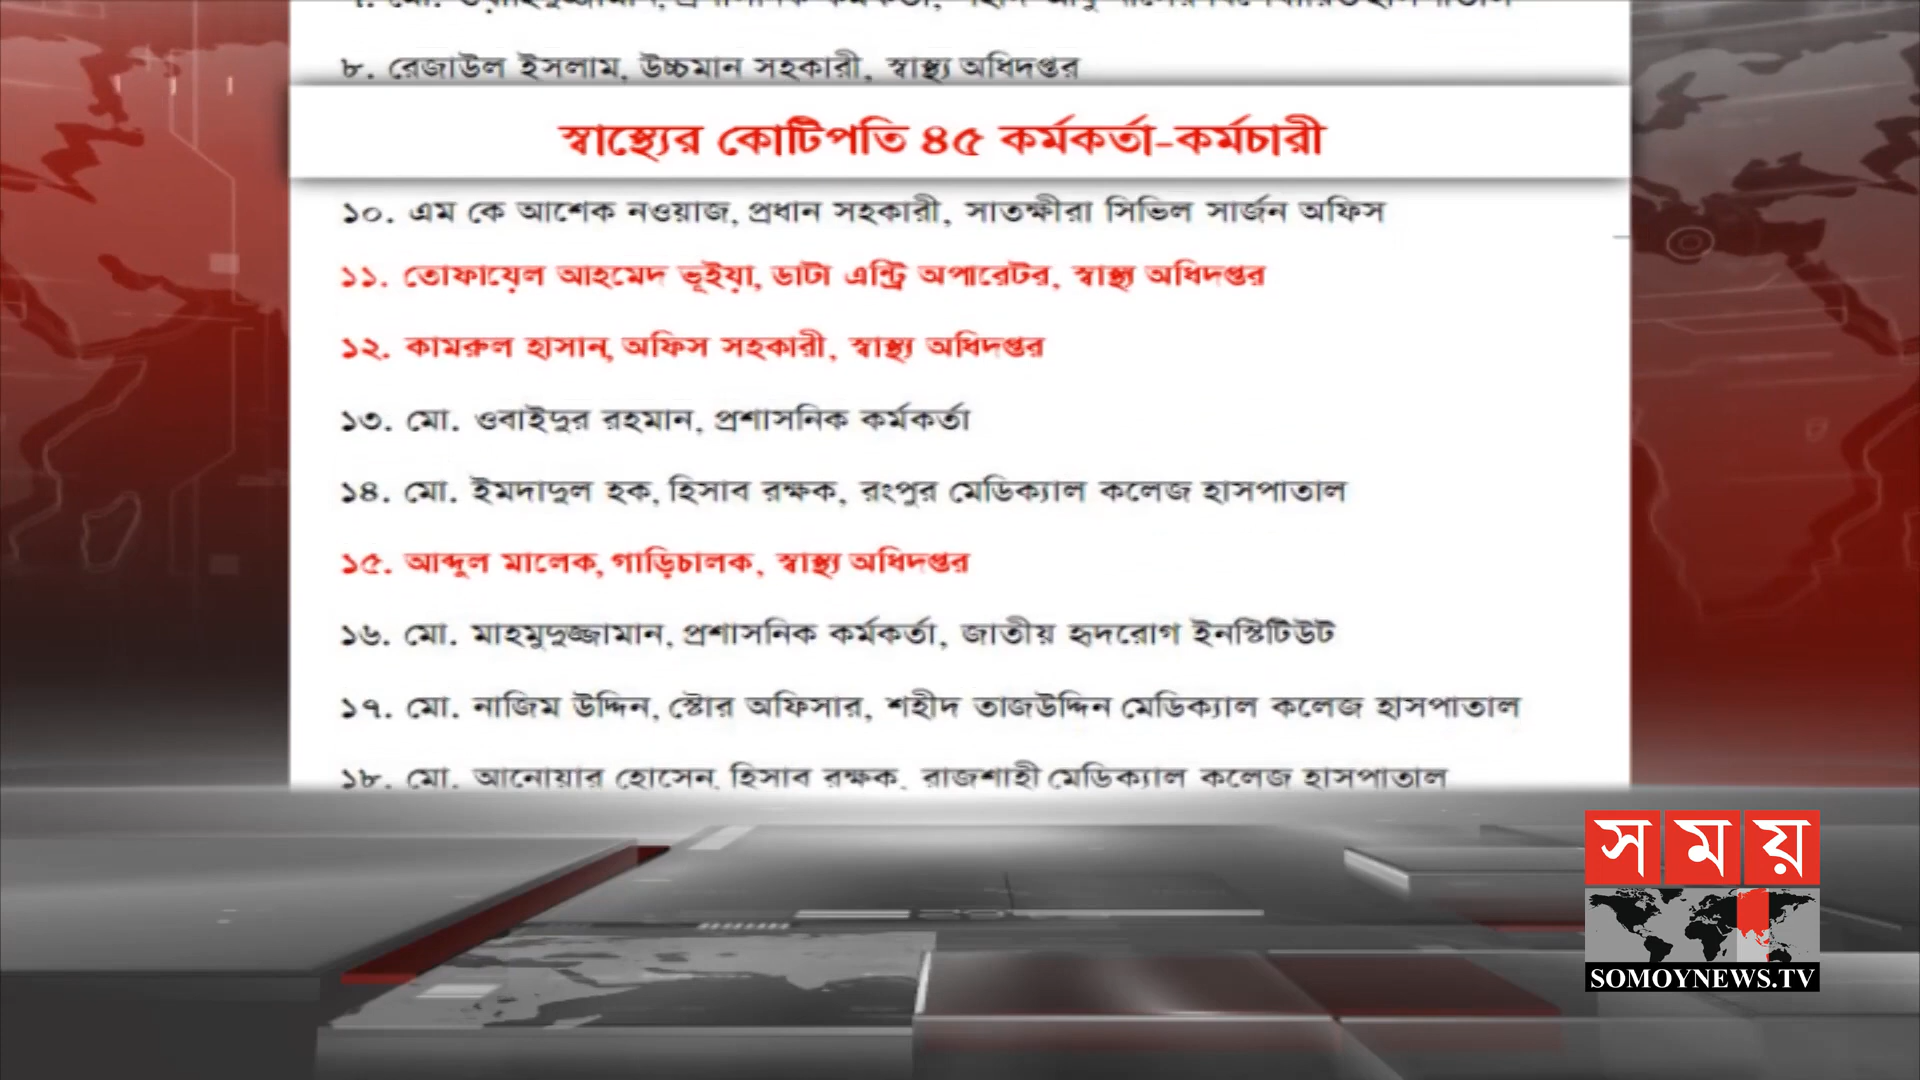 ৮. রেজাউল ইসলাম, উচ্চমান সহকারী, স্বাস্থ্য অধিদপ্তর
স্বাস্থ্যের কোটিপতি ৪৫ কর্মকর্তা-কর্মচারী
১০. এম কে আশেক নওয়াজ, প্রধান সহকারী, সাতক্ষীরা সিভিল সার্জন অফিস
১১. তোফায়েল আহমেদ ভূইয়া, ডাটা এন্ট্রি অপারেটর, স্বাস্থ্য অধিদপ্তর
১২. কামরুল হাসান, অফিস সহকারী, স্বাস্থ্য অধিদপ্তর
১৩. মো. ওবাইদুর রহমান, প্রশাসনিক কর্মকর্তা
১৪. মো. ইমদাদুল হক, হিসাব রক্ষক, রংপুর মেডিক্যাল কলেজ হাসপাতাল
১৫. আব্দুল মালেক, গাড়িচালক, স্বাস্থ্য অধিদপ্তর
১৬. মো. মাহমুদুজ্জামান, প্রশাসনিক কর্মকর্তা, জাতীয় হৃদরোগ ইনস্টিটিউট
১৭. মো. নাজিম উদ্দিন, স্টোর অফিসার, শহীদ তাজউদ্দিন মেডিক্যাল কলেজ হাসপাতাল
১৮. মো. আনোয়ার হোসেন, হিসাব রক্ষক, রাজশাহী মেডিক্যাল কলেজ হাসপাতাল
সময়
SOMOYNEWS.TV